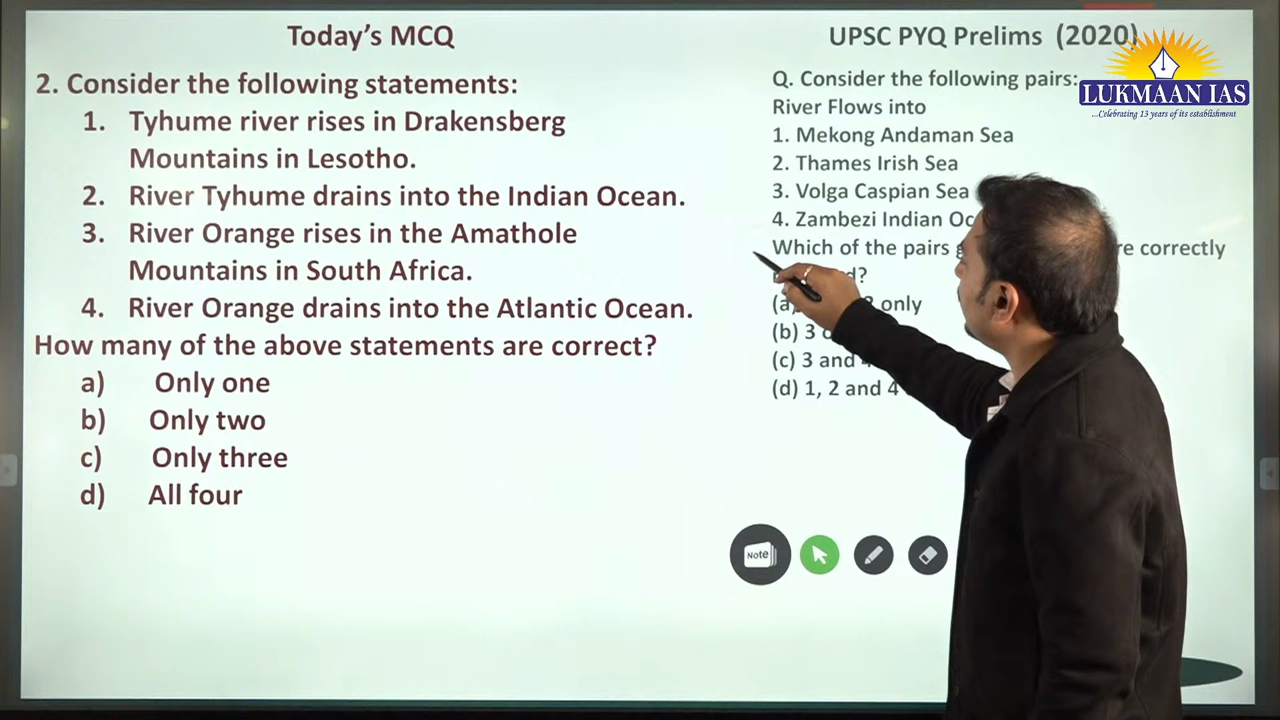 Today's MCQ
2. Consider the following statements:
1. Tyhume river rises in Drakensberg
Mountains in Lesotho.
2. River Tyhume drains into the Indian Ocean.
3. River Orange rises in the Amathole
Mountains in South Africa.
4. River Orange drains into the Atlantic Ocean.
How many of the above statements are correct?
a) Only one
b) Only two
c) Only three
d) All four
UPSC PYQ Prelims (2020)
Q. Consider the following pairs:
River Flows into
1. Mekong Andaman Sea
2. Thames Irish Sea
3. Volga Caspian Sea
4. Zambezi Indian
Which of the pairs correctly
(a) only
(b) 3
(c) 3 and
(d) 1, 2 and 4
LUKMAAN IAS
...Celebrating 13 years of its establishment
Note